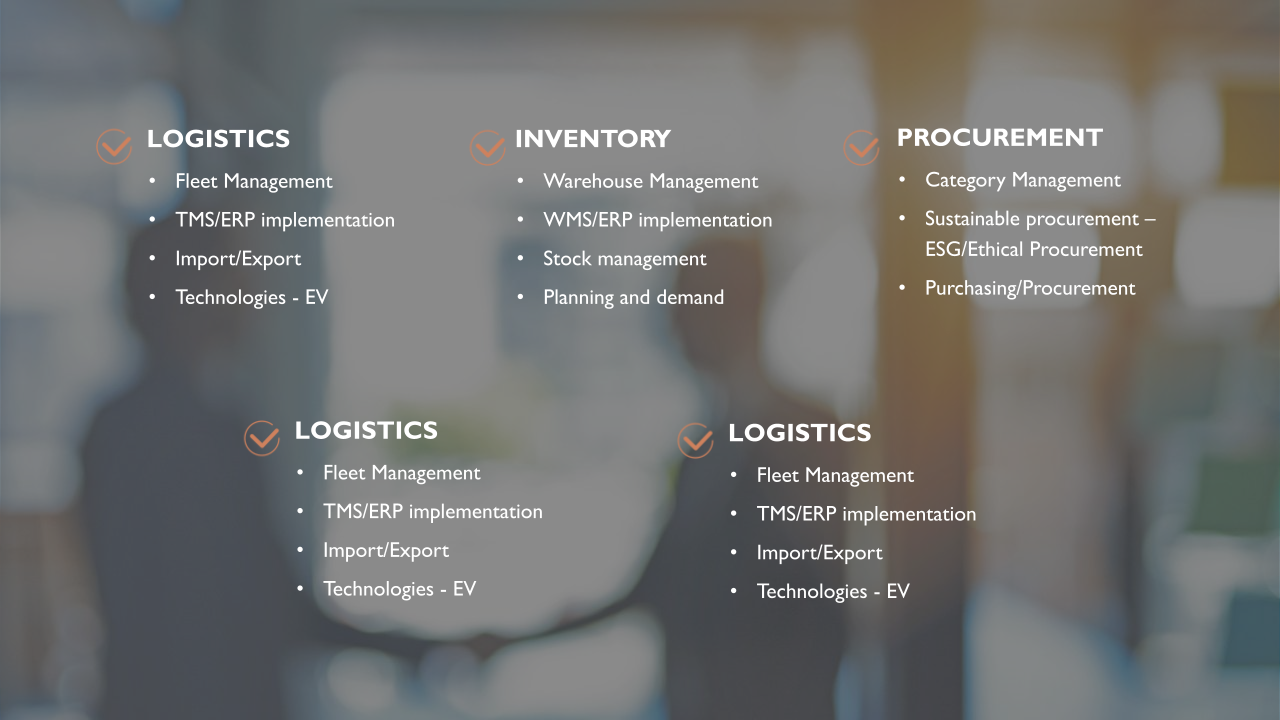 LOGISTICS
• Fleet Management
• TMS/ERP implementation
• Import/Export
• Technologies - EV
INVENTORY
• Warehouse Management
• WMS/ERP implementation
• Stock management
• Planning and demand
PROCUREMENT
• Category Management
• Sustainable procurement –
ESG/Ethical Procurement
• Purchasing/Procurement
LOGISTICS
• Fleet Management
• TMS/ERP implementation
• Import/Export
• Technologies - EV
LOGISTICS
• Fleet Management
• TMS/ERP implementation
• Import/Export
• Technologies - EV